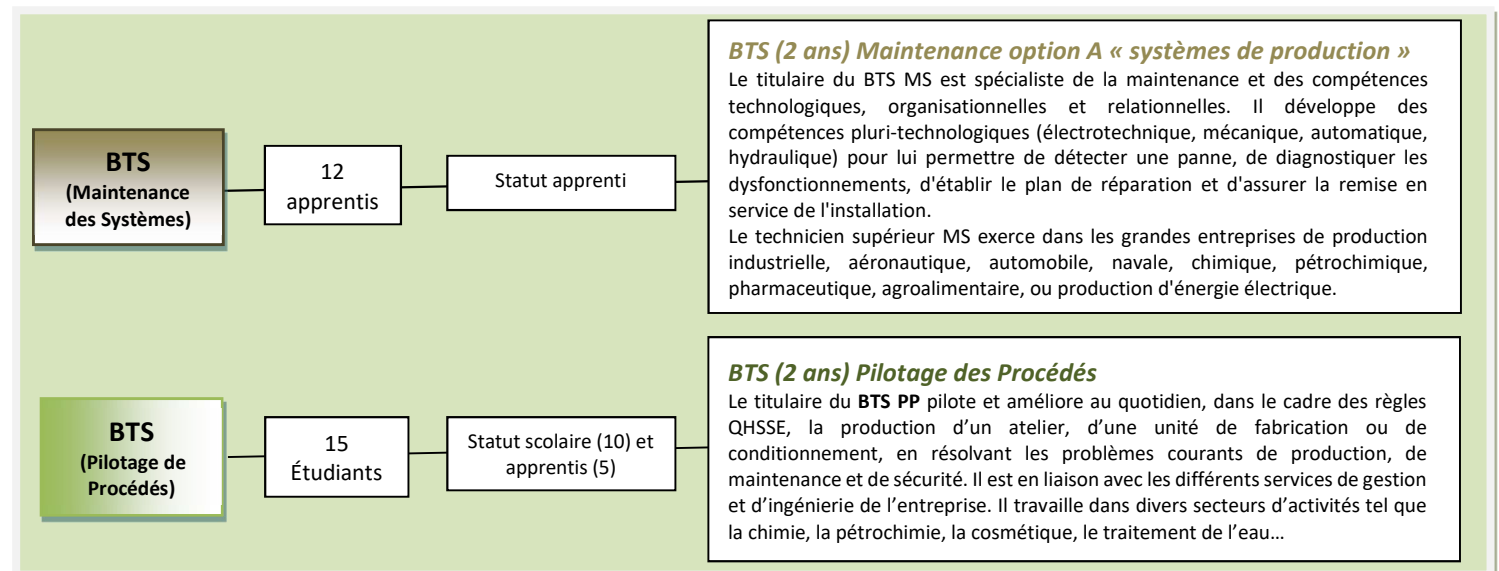 BTS
(Maintenance
des Systèmes)
12
apprentis
Statut apprenti
BTS (2 ans) Maintenance option A « systèmes de production »
Le titulaire du BTS MS est spécialiste de la maintenance et des compétences
technologiques, organisationnelles et relationnelles. Il développe des
compétences pluri-technologiques (électrotechnique, mécanique, automatique,
hydraulique) pour lui permettre de détecter une panne, de diagnostiquer les
dysfonctionnements, d'établir le plan de réparation et d'assurer la remise en
service de l'installation.
Le technicien supérieur MS exerce dans les grandes entreprises de production
industrielle, aéronautique, automobile, navale, chimique, pétrochimique,
pharmaceutique, agroalimentaire, ou production d'énergie électrique.
BTS
(Pilotage de
Procédés)
15
Étudiants
Statut scolaire (10) et
apprentis (5)
BTS (2 ans) Pilotage des Procédés
Le titulaire du BTS PP pilote et améliore au quotidien, dans le cadre des règles
QHSSE, la production d’un atelier, d’une unité de fabrication ou de
conditionnement, en résolvant les problèmes courants de production, de
maintenance et de sécurité. Il est en liaison avec les différents services de gestion
et d’ingénierie de l’entreprise. Il travaille dans divers secteurs d’activités tel que
la chimie, la pétrochimie, la cosmétique, le traitement de l’eau…